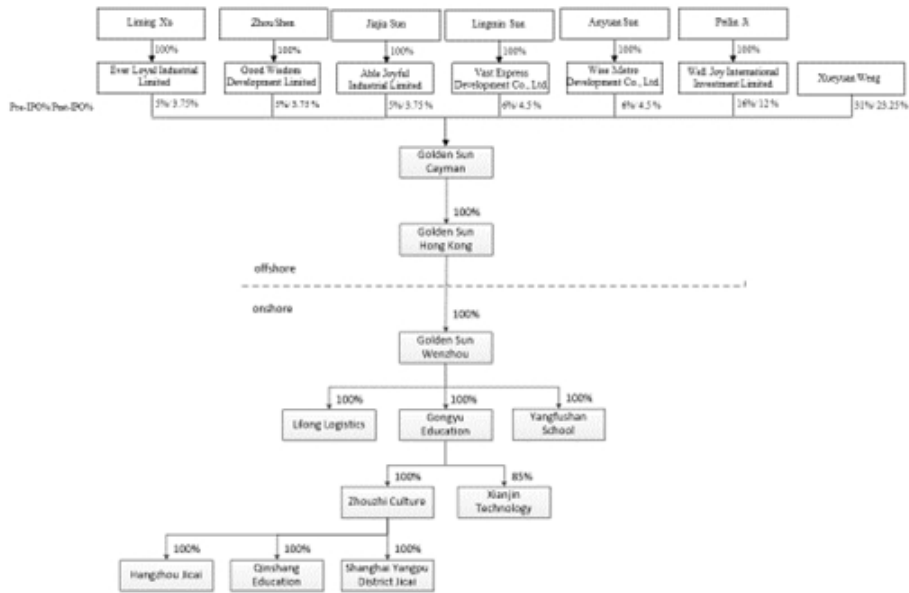 Liming Xu
Zhou Shen
Jiajia Sun
Lingmin Sun
Anyuan Sun
Peilin Ji
100%
100%
100%
100%
100%
100%
Ever Loyal Industrial
Limited
Good Wisdom
Development Limited
Able Joyful
Industrial Limited
Vast Express
Development Co., Ltd.
Wise Metro
Development Co., Ltd.
Well Joy International
Investment Limited
Xueyuan Weng
Pre-IPO%/Post-IPO%
5%/3.75%
5%/3.75%
5%/3.75%
6%/4.5%
6%/4.5%
16%/12%
31%/23.25%
Golden Sun
Cayman
100%
Golden Sun
Hong Kong
offshore
onshore
100%
Golden Sun
Wenzhou
100%
100%
100%
Lilong Logistics
Gongyu
Education
Yangfushan
School
100%
85%
Zhouzhi Culture
Xianjin
Technology
100%
100%
100%
Hangzhou Jicai
Qinshang
Education
Shanghai Yangpu
District Jicai